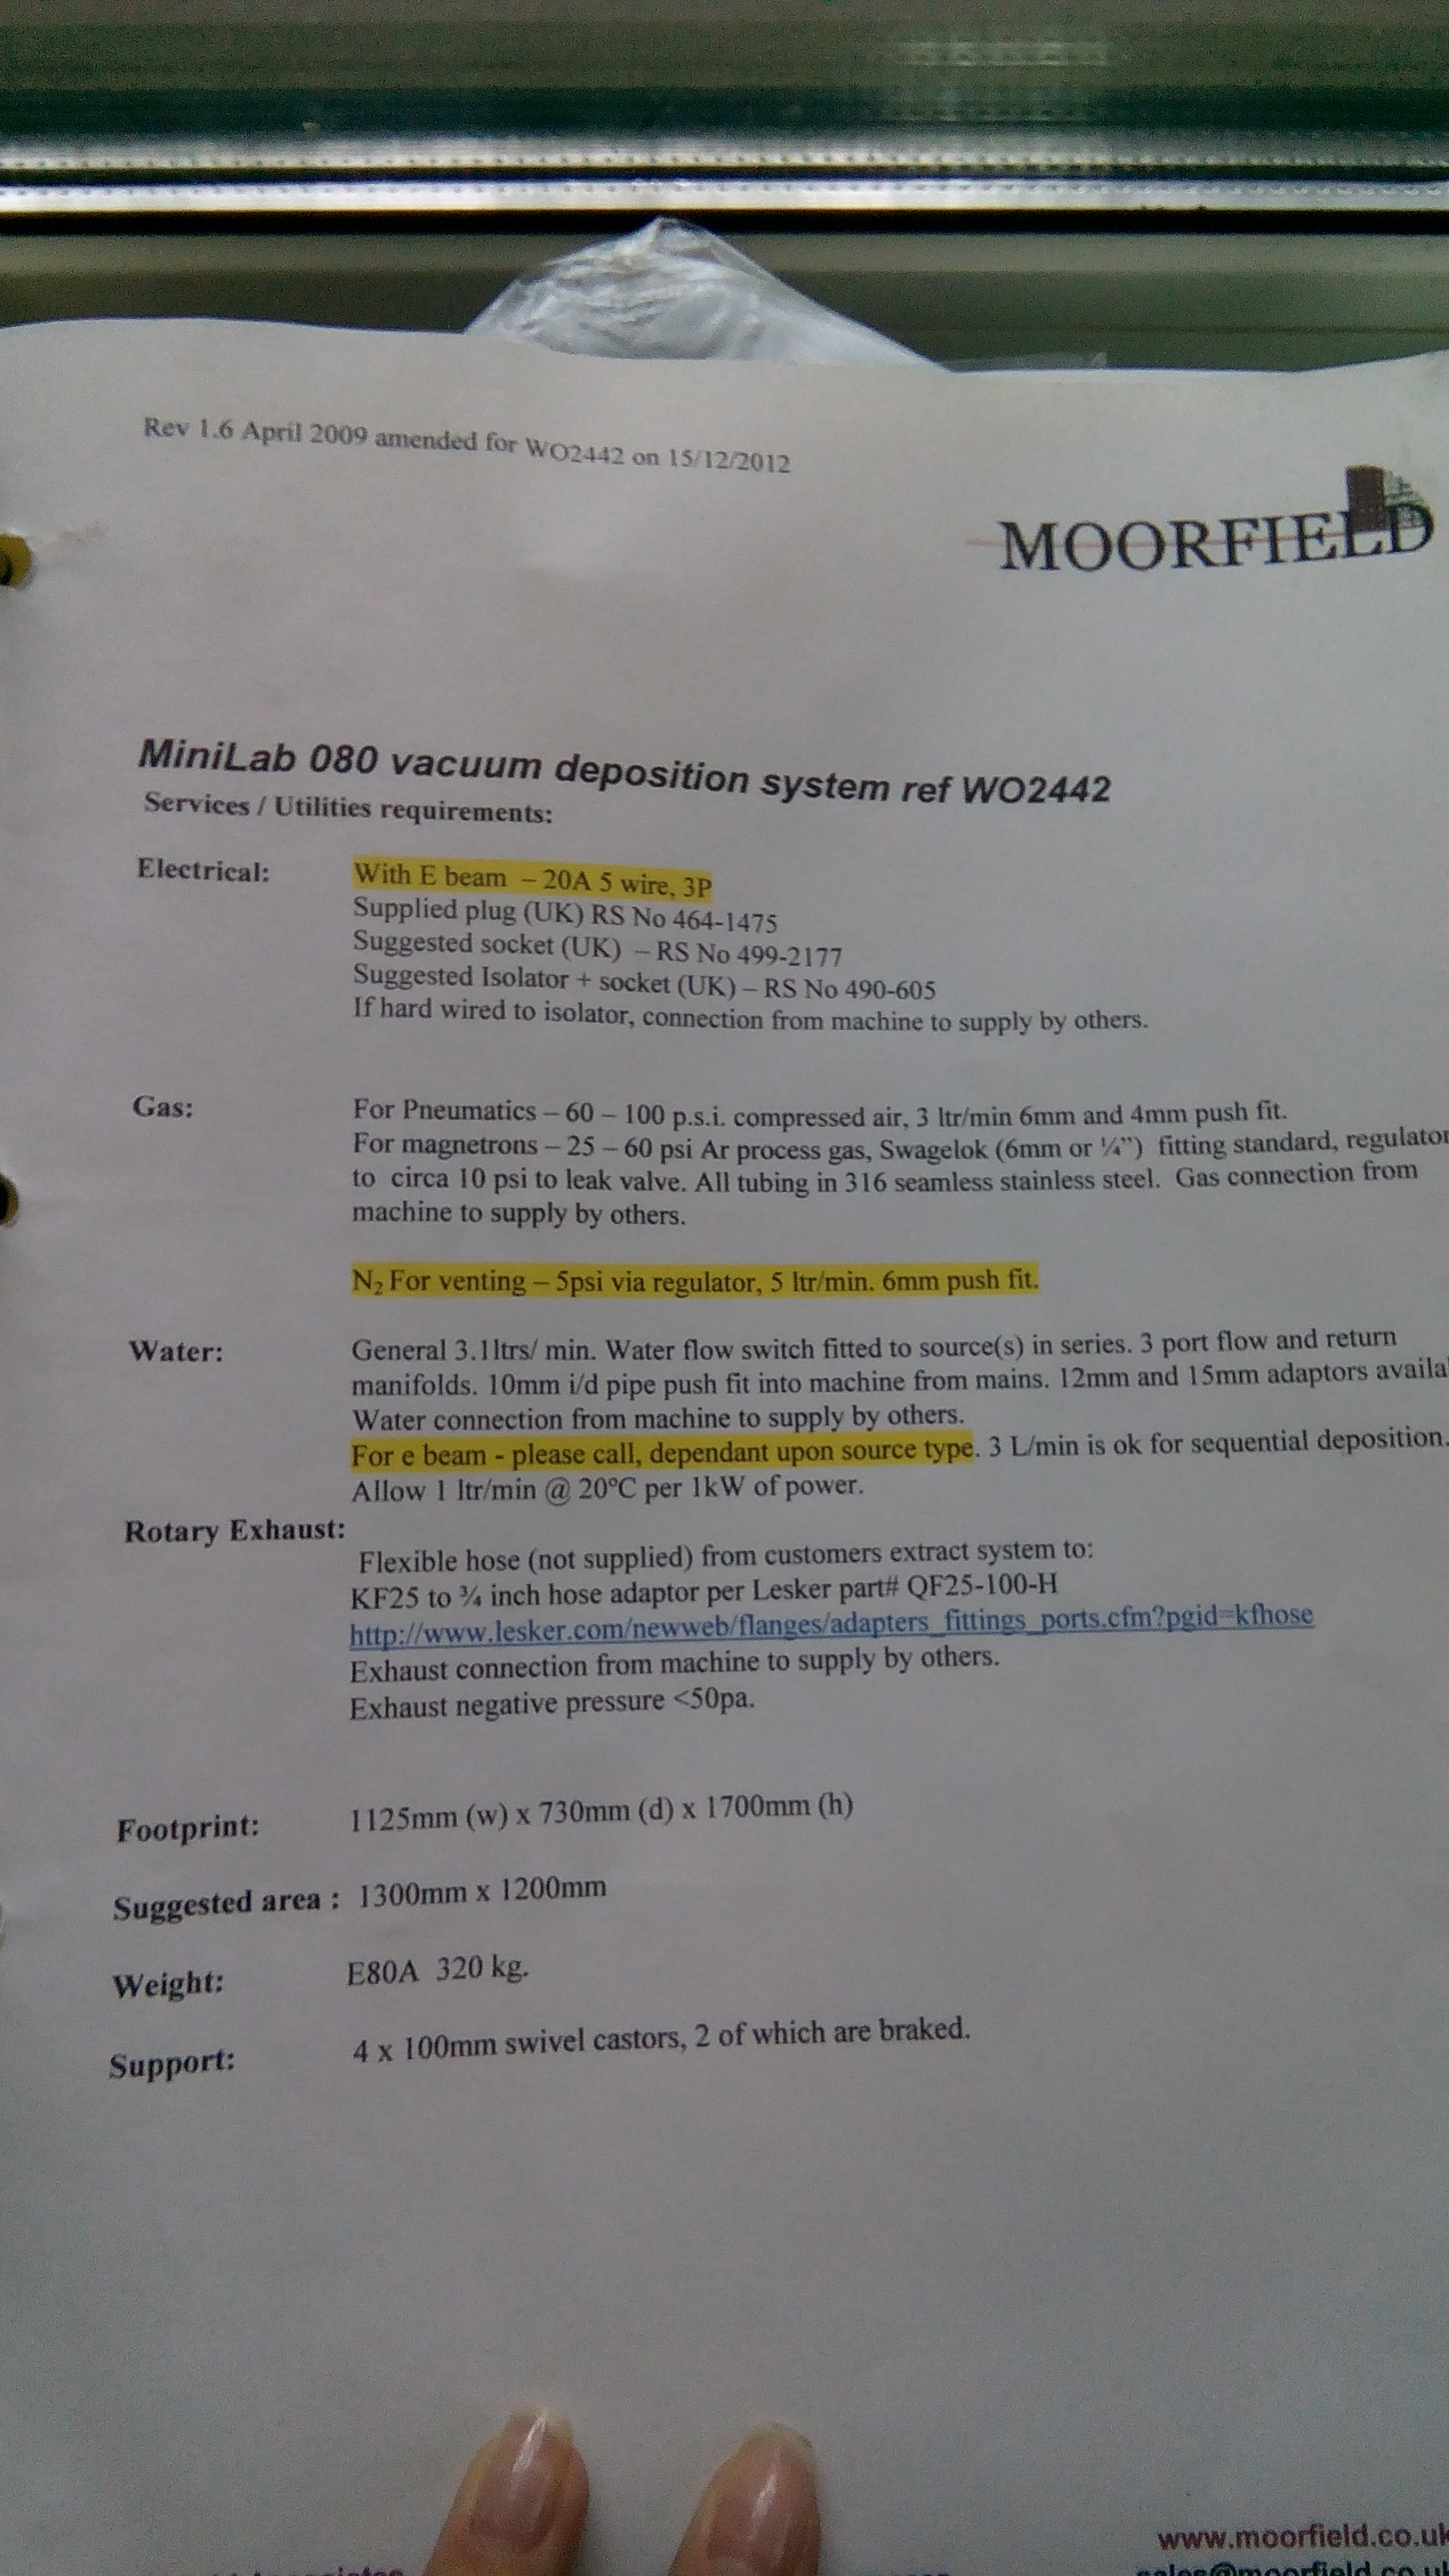 Rev 1.6 April 2009 amended for WO2442 on 15/12/2012
MOORFIELD
MiniLab 080 vacuum deposition system ref WO2442
Services / Utilities requirements:
Electrical: With E beam – 20A 5 wire, 3P
Supplied plug (UK) RS No 464-1475
Suggested socket (UK) – RS No 499-2177
Suggested Isolator + socket (UK) – RS No 490-605
If hard wired to isolator, connection from machine to supply by others.
Gas: For Pneumatics – 60 – 100 p.s.i. compressed air, 3 ltr/min 6mm and 4mm push fit.
For magnetrons – 25 – 60 psi Ar process gas, Swagelok (6mm or ¼”) fitting standard, regulator
to circa 10 psi to leak valve. All tubing in 316 seamless stainless steel. Gas connection from
machine to supply by others.
N₂ For venting – 5psi via regulator, 5 ltr/min. 6mm push fit.
Water: General 3.1ltrs/ min. Water flow switch fitted to source(s) in series. 3 port flow and return
manifolds. 10mm i/d pipe push fit into machine from mains. 12mm and 15mm adaptors
Water connection from machine to supply by others.
For e beam - please call, dependant upon source type. 3 L/min is ok for sequential deposition.
Allow 1 ltr/min @ 20°C per 1kW of power.
Rotary Exhaust:
Flexible hose (not supplied) from customers extract system to:
KF25 to ¾ inch hose adaptor per Lesker part# QF25-100-H
http://www.lesker.com/newweb/flanges/adapters_fittings_ports.cfm?pgid=kfhose
Exhaust connection from machine to supply by others.
Exhaust negative pressure <50pa.
Footprint: 1125mm (w) x 730mm (d) x 1700mm (h)
Suggested area : 1300mm x 1200mm
Weight: E80A 320 kg.
Support: 4 x 100mm swivel castors, 2 of which are braked.
www.moorfield.co.uk